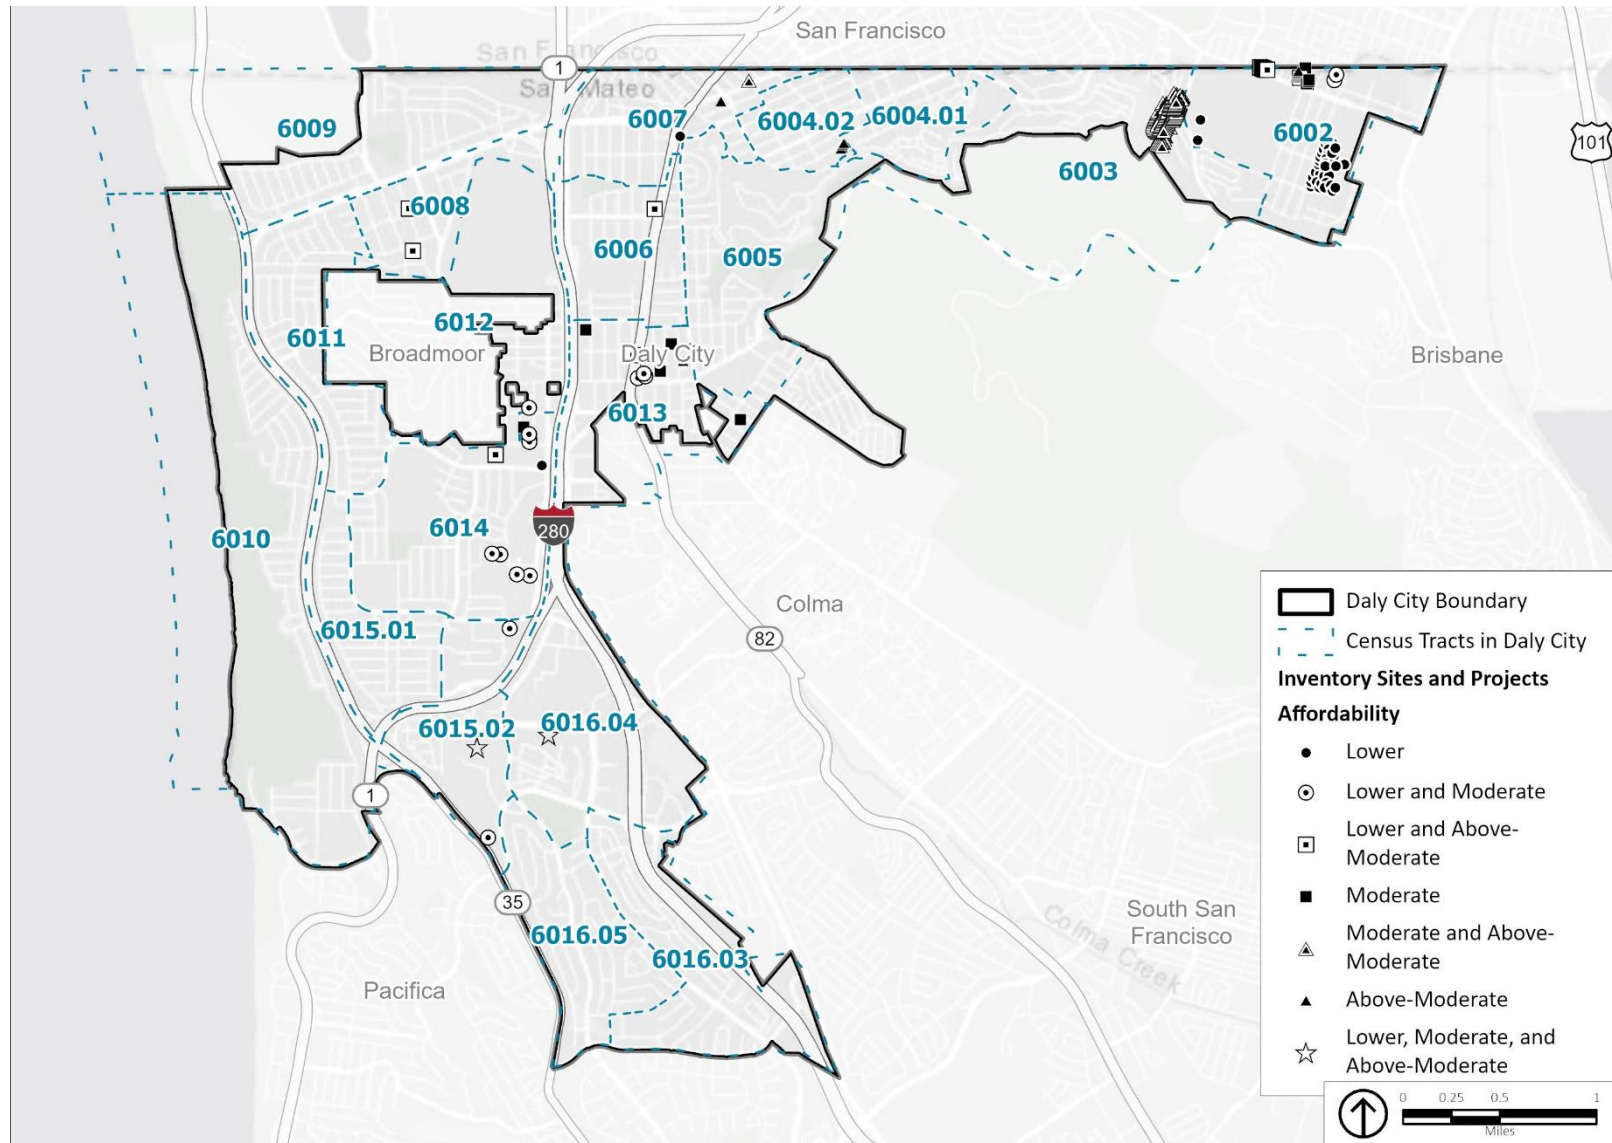 San Francisco
San Francisco
1
San Mateo
6009
6007
6004.02
6004.01
6002
101
6003
6008
6006
6005
6011
6012
Broadmoor
Daly City
Brisbane
6013
6010
6014
280
Colma
82
6015.01
6015.02
6016.04
1
35
6016.05
6016.03
South San
Francisco
Colma Creek
Pacifica
Daly City Boundary
Census Tracts in Daly City
Inventory Sites and Projects
Affordability
Lower
Lower and Moderate
Lower and Above-
Moderate
Moderate
Moderate and Above-
Moderate
Above-Moderate
Lower, Moderate, and
Above-Moderate
0 0.25 0.5 1
Miles